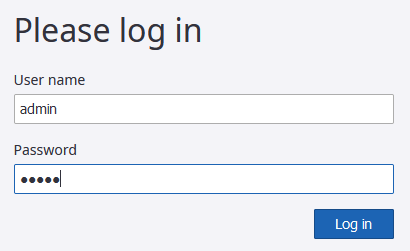 Please log in
User name
admin
Password
●●●●●
Log in